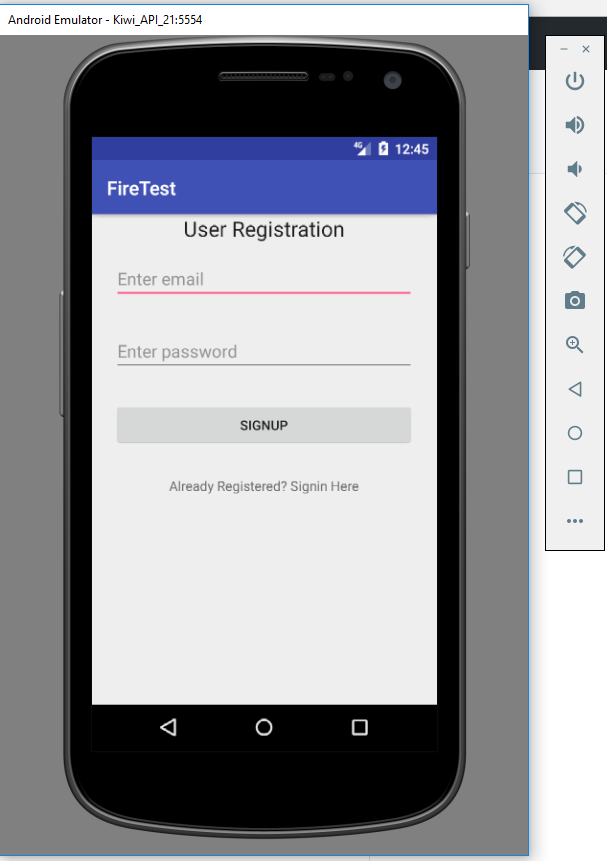 Android Emulator - Kiwi_API_21:5554
4G 12:45
FireTest
User Registration
Enter email
Enter password
SIGNUP
Already Registered? Signin Here